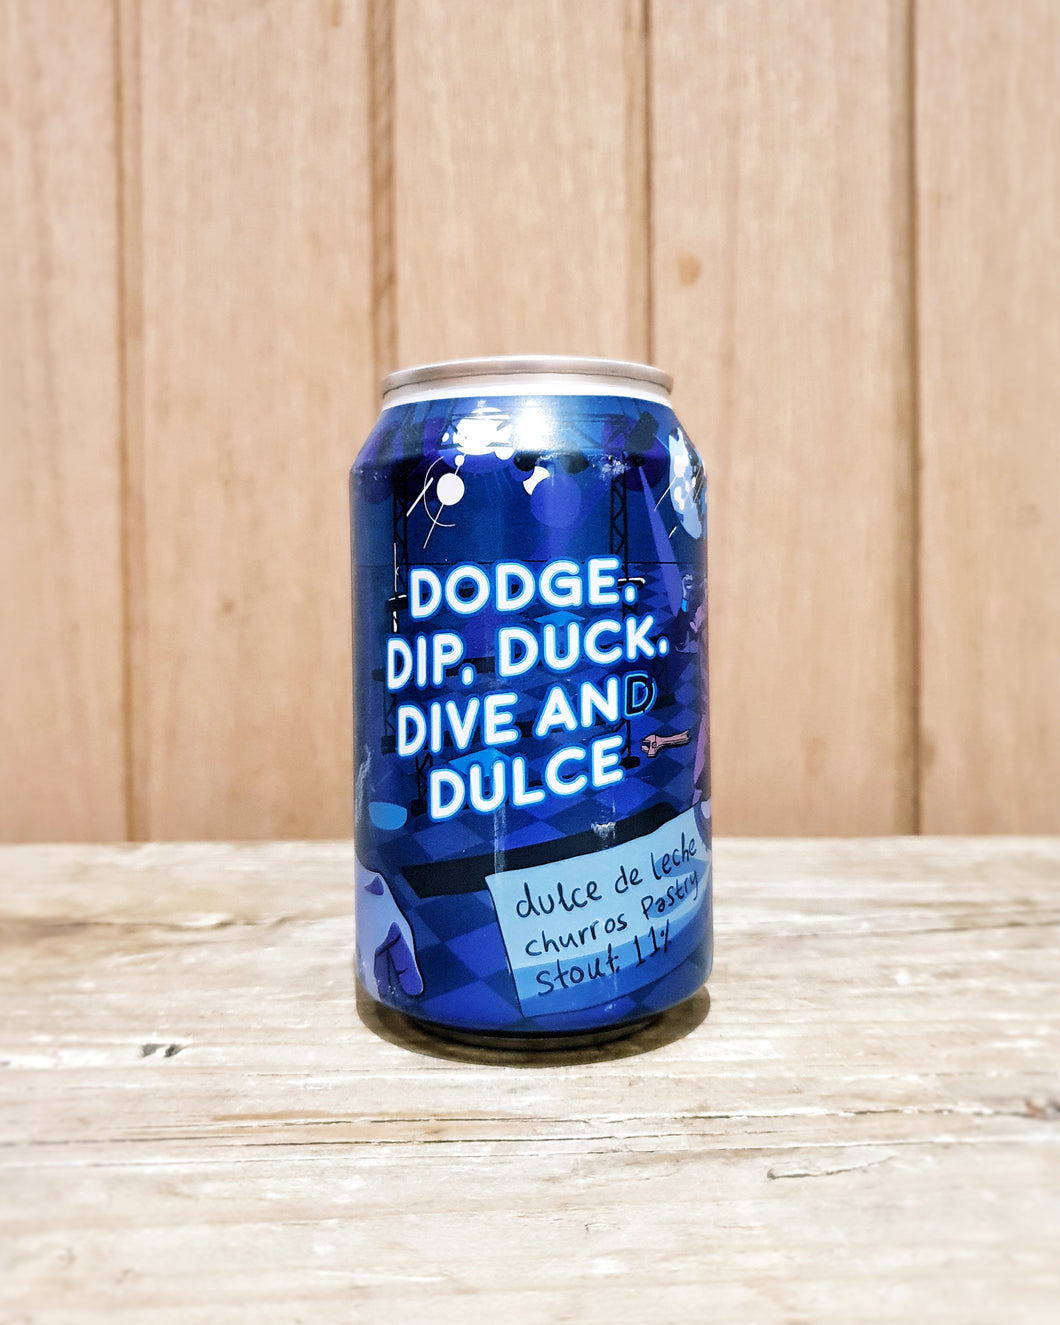 DODGE.
DIP. DUCK.
DIVE AND
DULCE
dulce de leche
churros Pastry
Stout. 11%